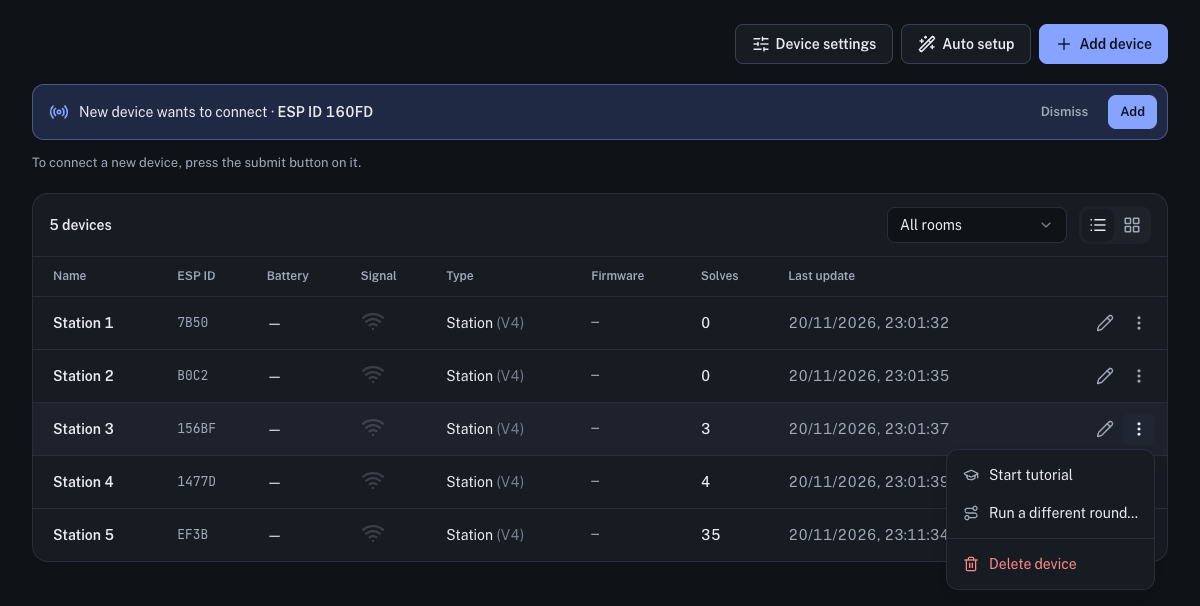 Device settings Auto setup Add device
New device wants to connect · ESP ID 160FD Dismiss Add
To connect a new device, press the submit button on it.
5 devices All rooms
Name ESP ID Battery Signal Type Firmware Solves Last update
Station 1 7B50 — Station (V4) – 0 20/11/2026, 23:01:32
Station 2 B0C2 — Station (V4) – 0 20/11/2026, 23:01:35
Station 3 156BF — Station (V4) – 3 20/11/2026, 23:01:37
Station 4 1477D — Station (V4) – 4 20/11/2026, 23:01:39
Station 5 EF3B — Station (V4) – 35 20/11/2026, 23:11:34
Start tutorial
Run a different round...
Delete device